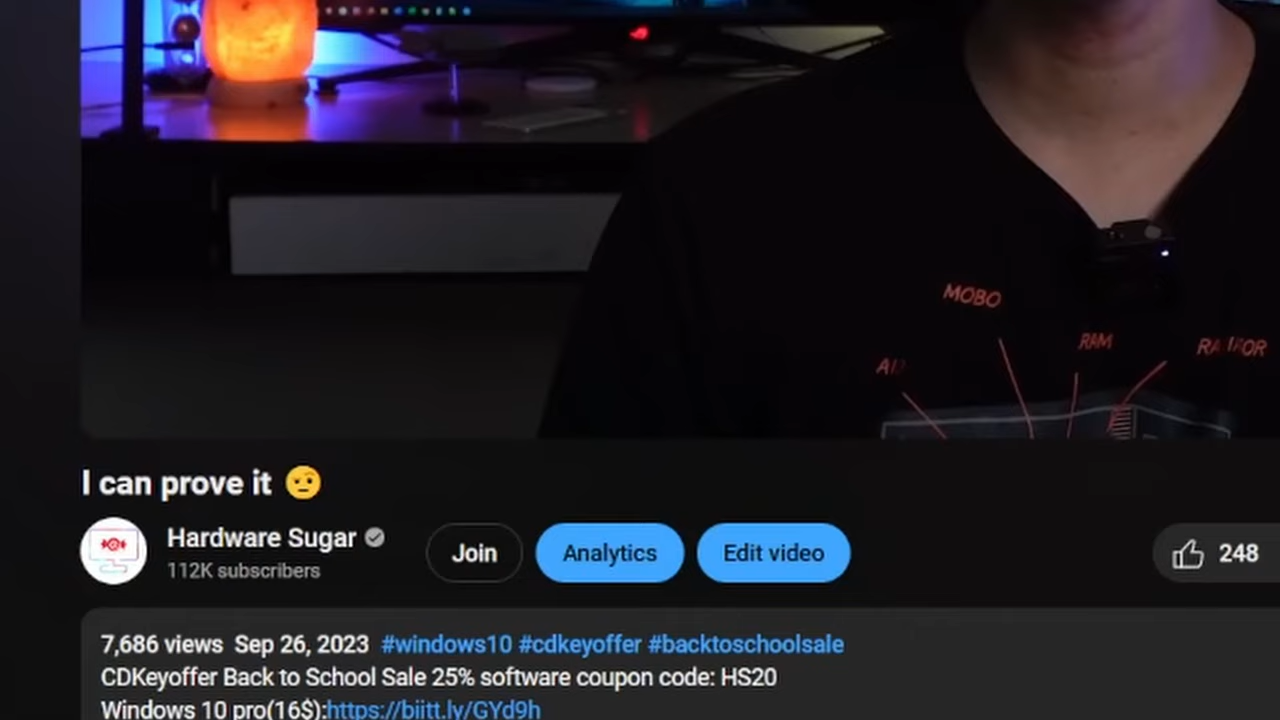 MOBO
RAM
I can prove it 🤨
Hardware Sugar
112K subscribers
Join
Analytics
Edit video
248
7,686 views Sep 26, 2023 #windows10 #cdkeyoffer #backtoschoolsale
CDKeyoffer Back to School Sale 25% software coupon code: HS20
Windows 10 pro(16$):https://biitt.ly/GYd9h